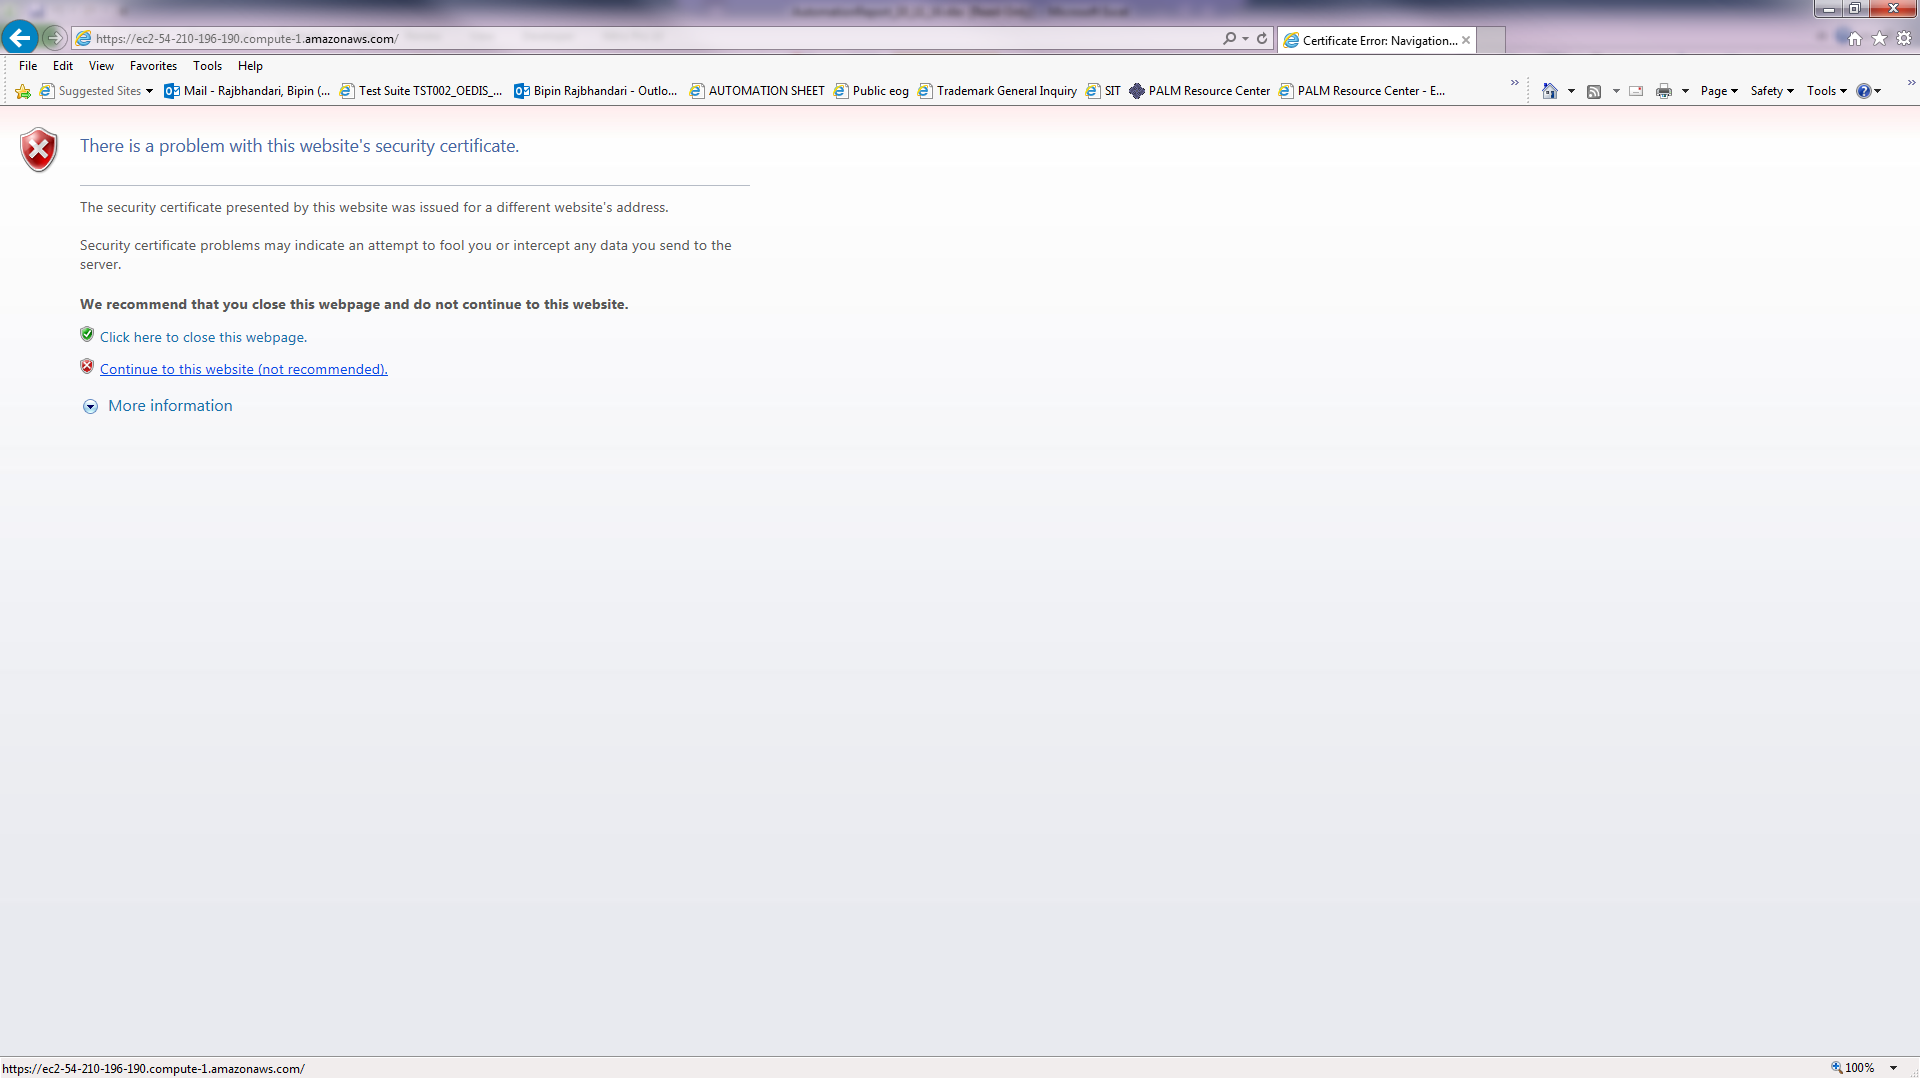 https://ec2-54-210-196-190.compute-1.amazonaws.com/
Certificate Error: Navigation...
File Edit View Favorites Tools Help
Suggested Sites Mail - Rajbhandari, Bipin (... Test Suite TST002_OEDIS_... Bipin Rajbhandari - Outlo... AUTOMATION SHEET Public eog Trademark General Inquiry SIT PALM Resource Center PALM Resource Center - E... Page Safety Tools
There is a problem with this website's security certificate.
The security certificate presented by this website was issued for a different website's address.
Security certificate problems may indicate an attempt to fool you or intercept any data you send to the
server.
We recommend that you close this webpage and do not continue to this website.
Click here to close this webpage.
Continue to this website (not recommended).
More information
https://ec2-54-210-196-190.compute-1.amazonaws.com/
100%